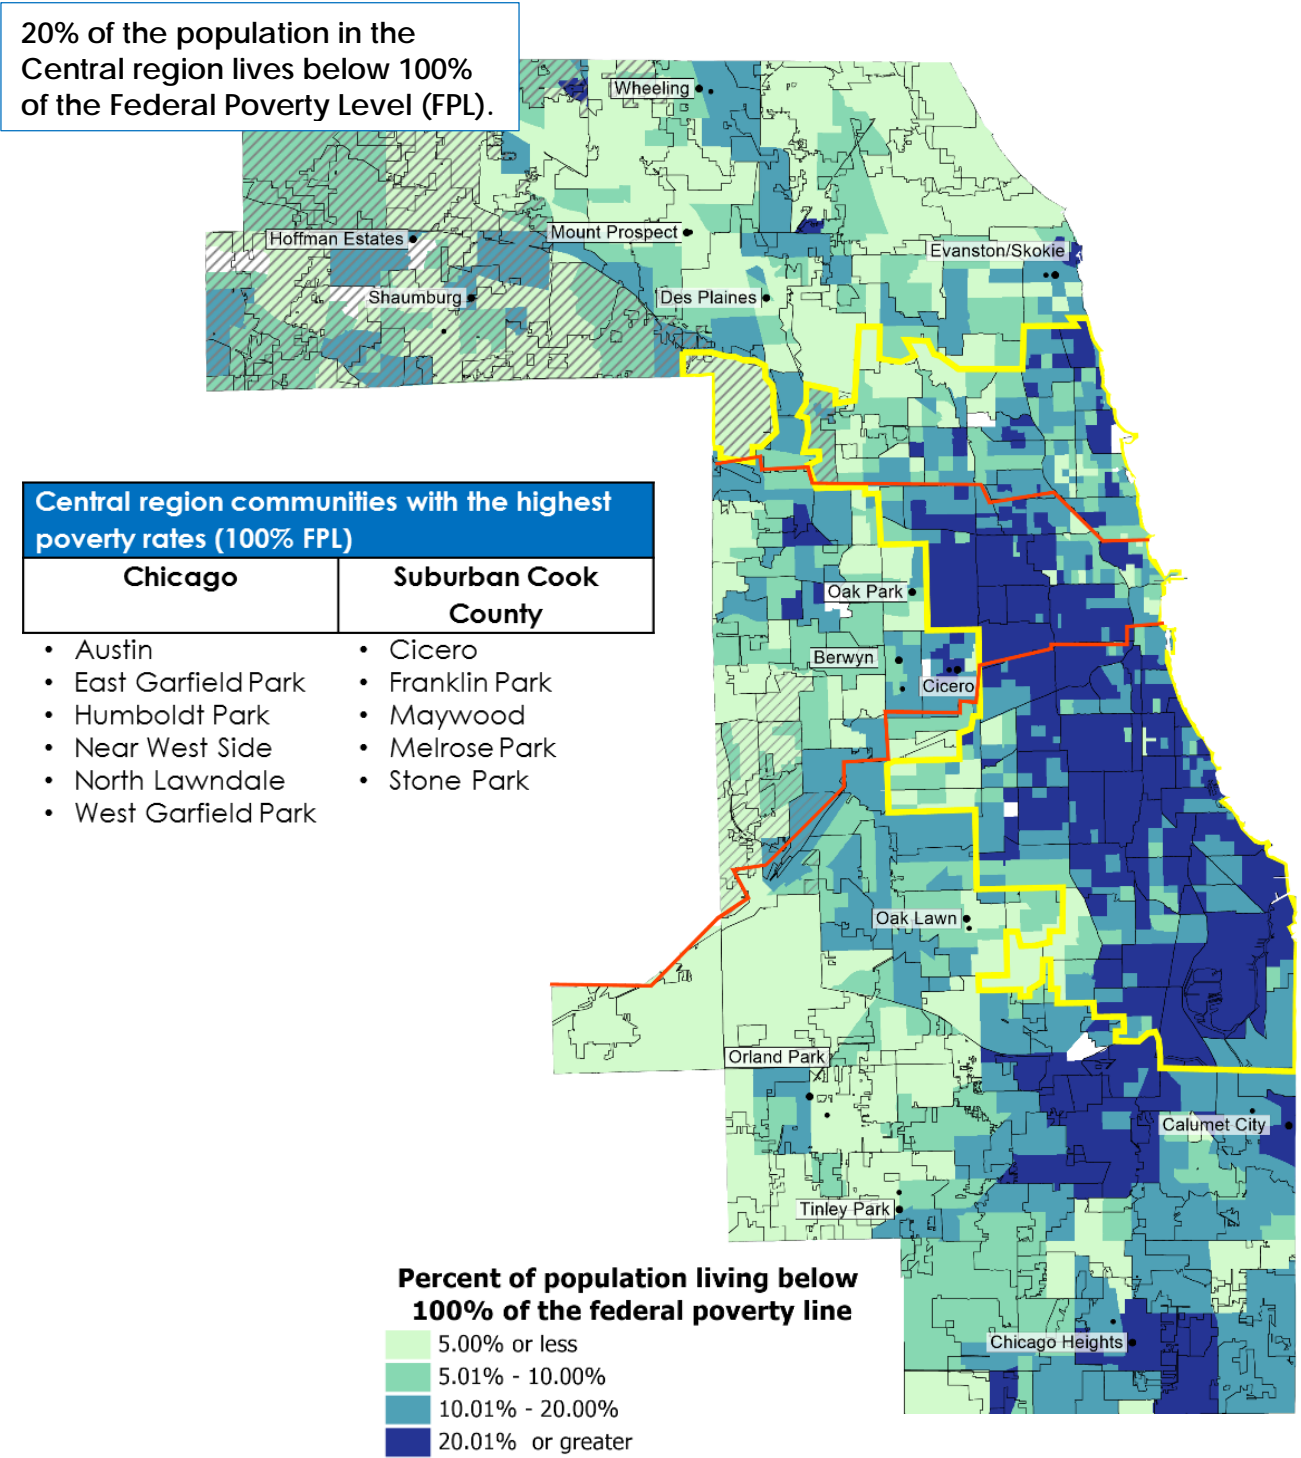 20% of the population in the
Central region lives below 100%
of the Federal Poverty Level (FPL).
Wheeling
Hoffman Estates
Mount Prospect
Evanston/Skokie
Shaumburg
Des Plaines
Central region communities with the highest
poverty rates (100% FPL)
Chicago
Suburban Cook
County
• Austin
• East Garfield Park
• Humboldt Park
• Near West Side
• North Lawndale
• West Garfield Park
• Cicero
• Franklin Park
• Maywood
• Melrose Park
• Stone Park
Oak Park
Berwyn
Cicero
Oak Lawn
Orland Park
Calumet City
Tinley Park
Chicago Heights
Percent of population living below
100% of the federal poverty line
5.00% or less
5.01% - 10.00%
10.01% - 20.00%
20.01% or greater